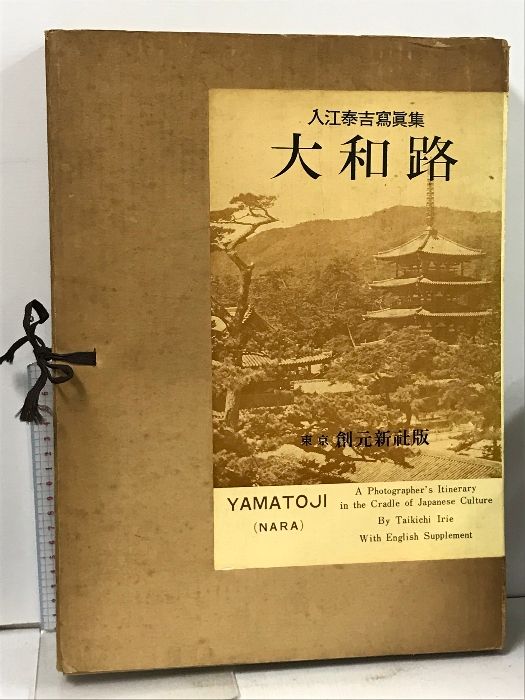 入江泰吉寫眞集
大和路
東京 創元新社版
YAMATOJI
(NARA)
A Photographer's Itinerary
in the Cradle of Japanese Culture
By Taikichi Irie
With English Supplement